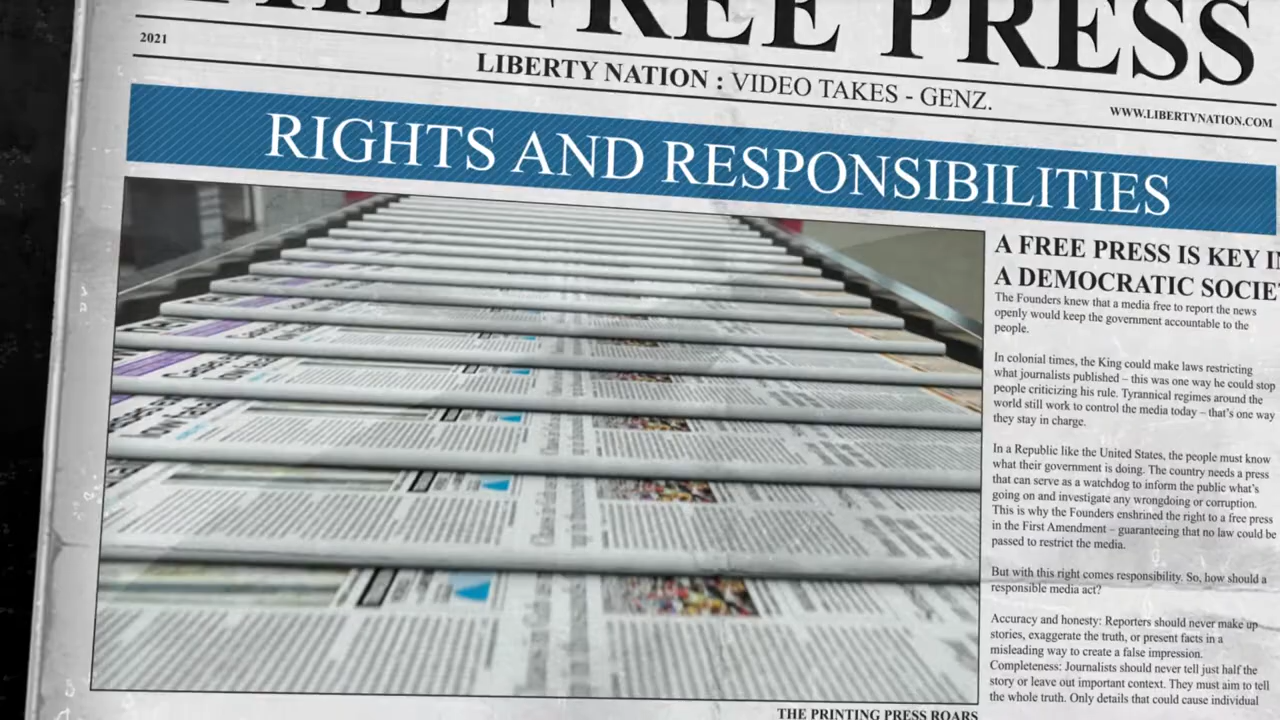 THE FREE PRESS
2021
LIBERTY NATION : VIDEO TAKES - GENZ.
WWW.LIBERTYNATION.COM
RIGHTS AND RESPONSIBILITIES
A FREE PRESS IS KEY IN
A DEMOCRATIC SOCIE
The Founders knew that a media free to report the news
openly would keep the government accountable to the
people.
In colonial times, the King could make laws restricting
what journalists published – this was one way he could stop
people criticizing his rule. Tyrannical regimes around the
world still work to control the media today – that's one way
they stay in charge.
In a Republic like the United States, the people must know
what their government is doing. The country needs a press
that can serve as a watchdog to inform the public what's
going on and investigate any wrongdoing or corruption.
This is why the Founders enshrined the right to a free press
in the First Amendment – guaranteeing that no law could be
passed to restrict the media.
But with this right comes responsibility. So, how should a
responsible media act?
Accuracy and honesty: Reporters should never make up
stories, exaggerate the truth, or present facts in a
misleading way to create a false impression.
Completeness: Journalists should never tell just half the
story or leave out important context. They must aim to tell
the whole truth. Only details that could cause individual
THE PRINTING PRESS ROARS